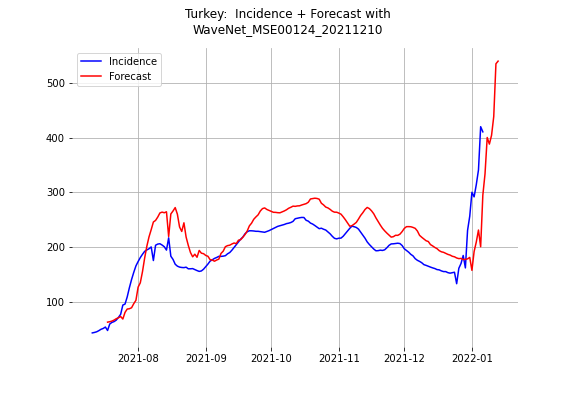 Turkey:  Incidence + Forecast with
WaveNet_MSE00124_20211210
Incidence
Forecast
500
400
300
200
100
2021-08
2021-09
2021-10
2021-11
2021-12
2022-01